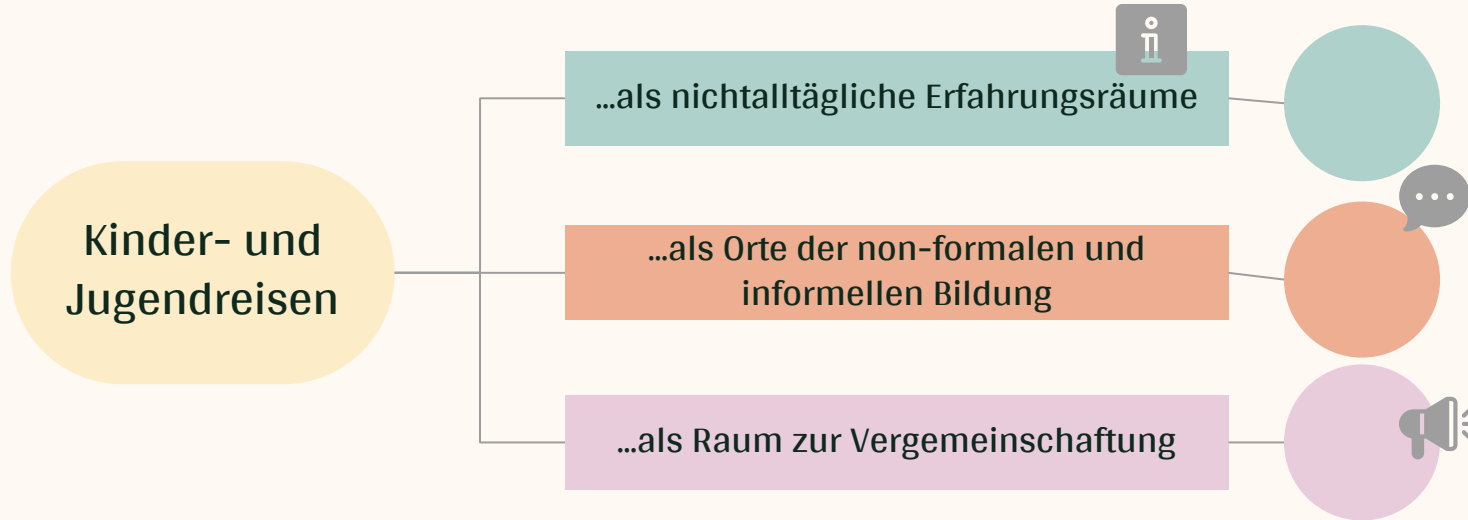 Kinder- und
Jugendreisen
...als nichtalltägliche Erfahrungsräume
...als Orte der non-formalen und
informellen Bildung
...als Raum zur Vergemeinschaftung